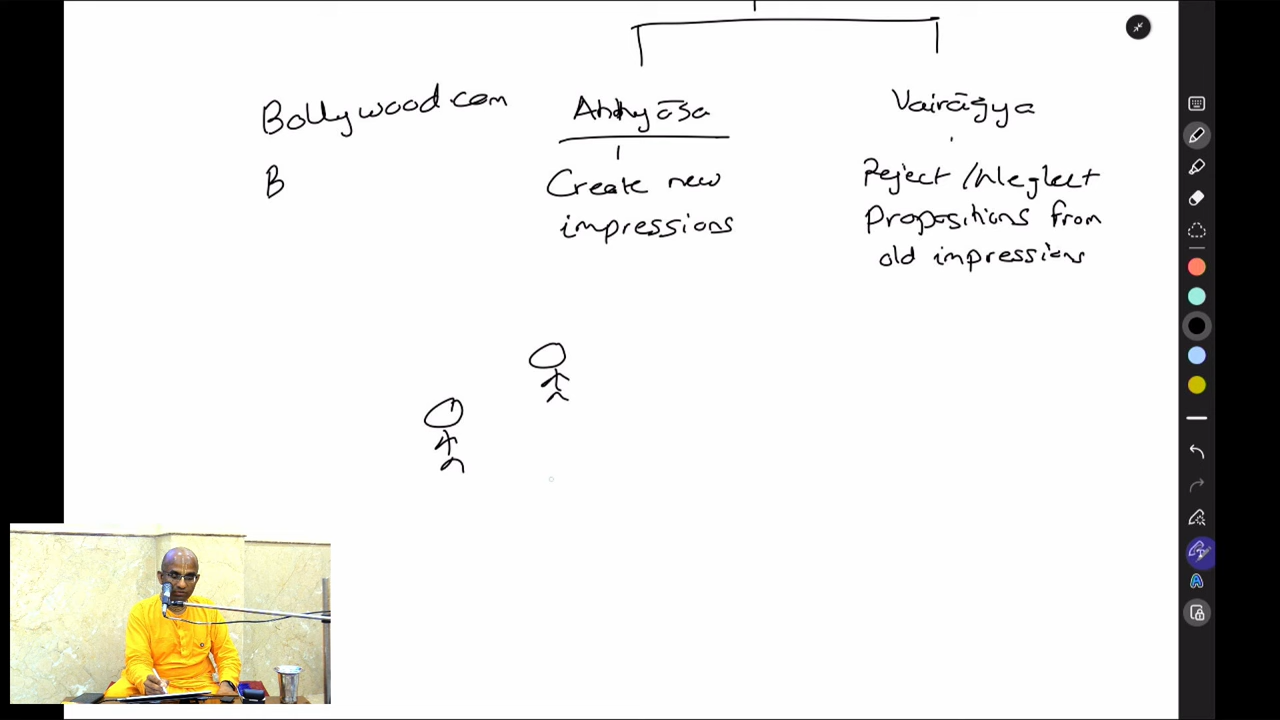 Bollywood.com
B
Abhyāsa
Create new
impressions
Vairāgya
Reject / Neglect
Propositions from
old impressions